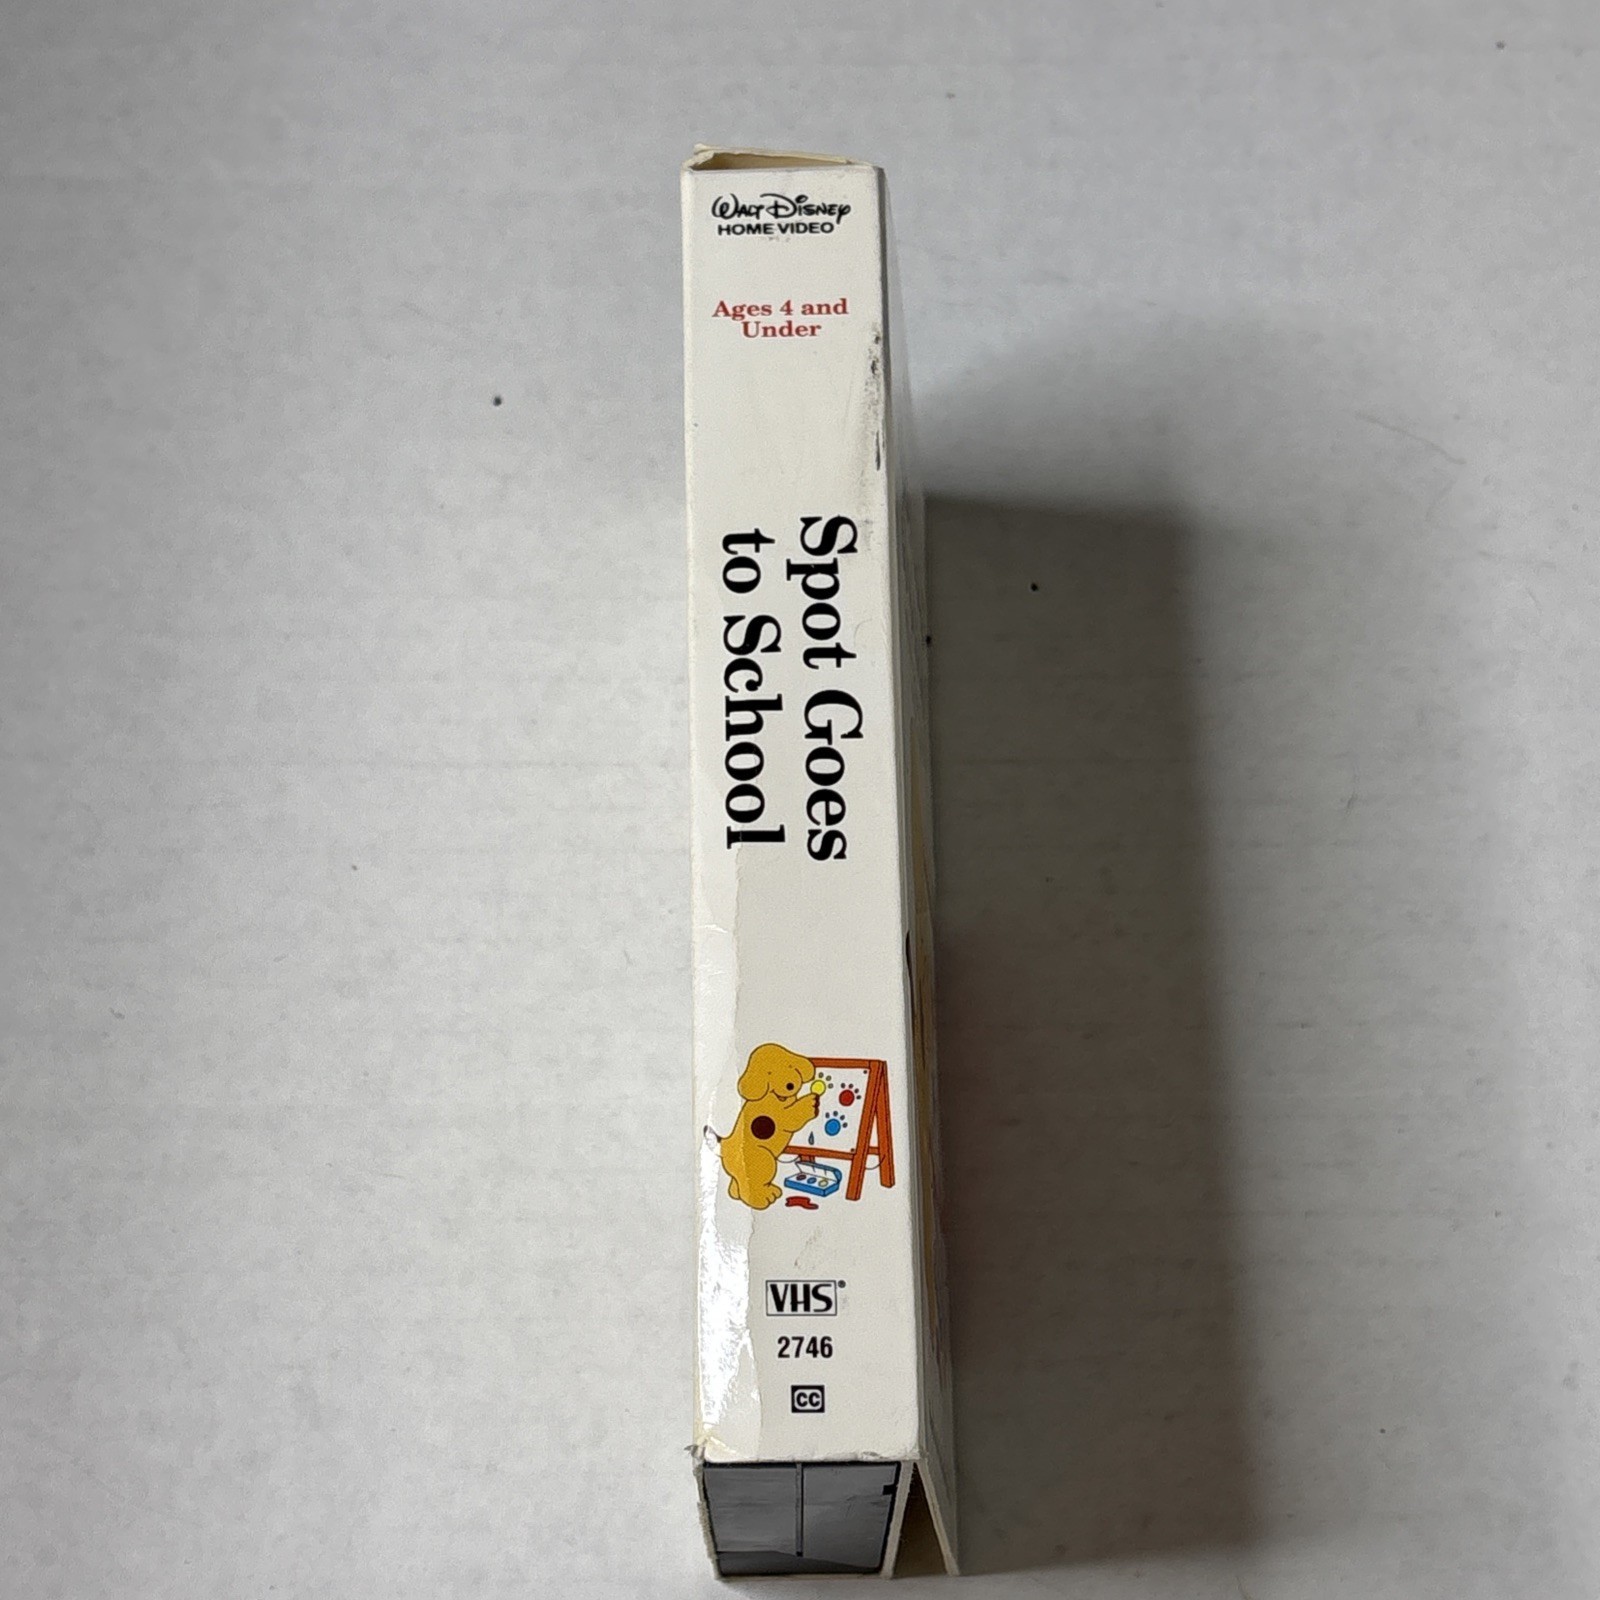 WALT DISNEY
HOME VIDEO
Ages 4 and
Under
Spot Goes
to School
VHS®
2746
CC